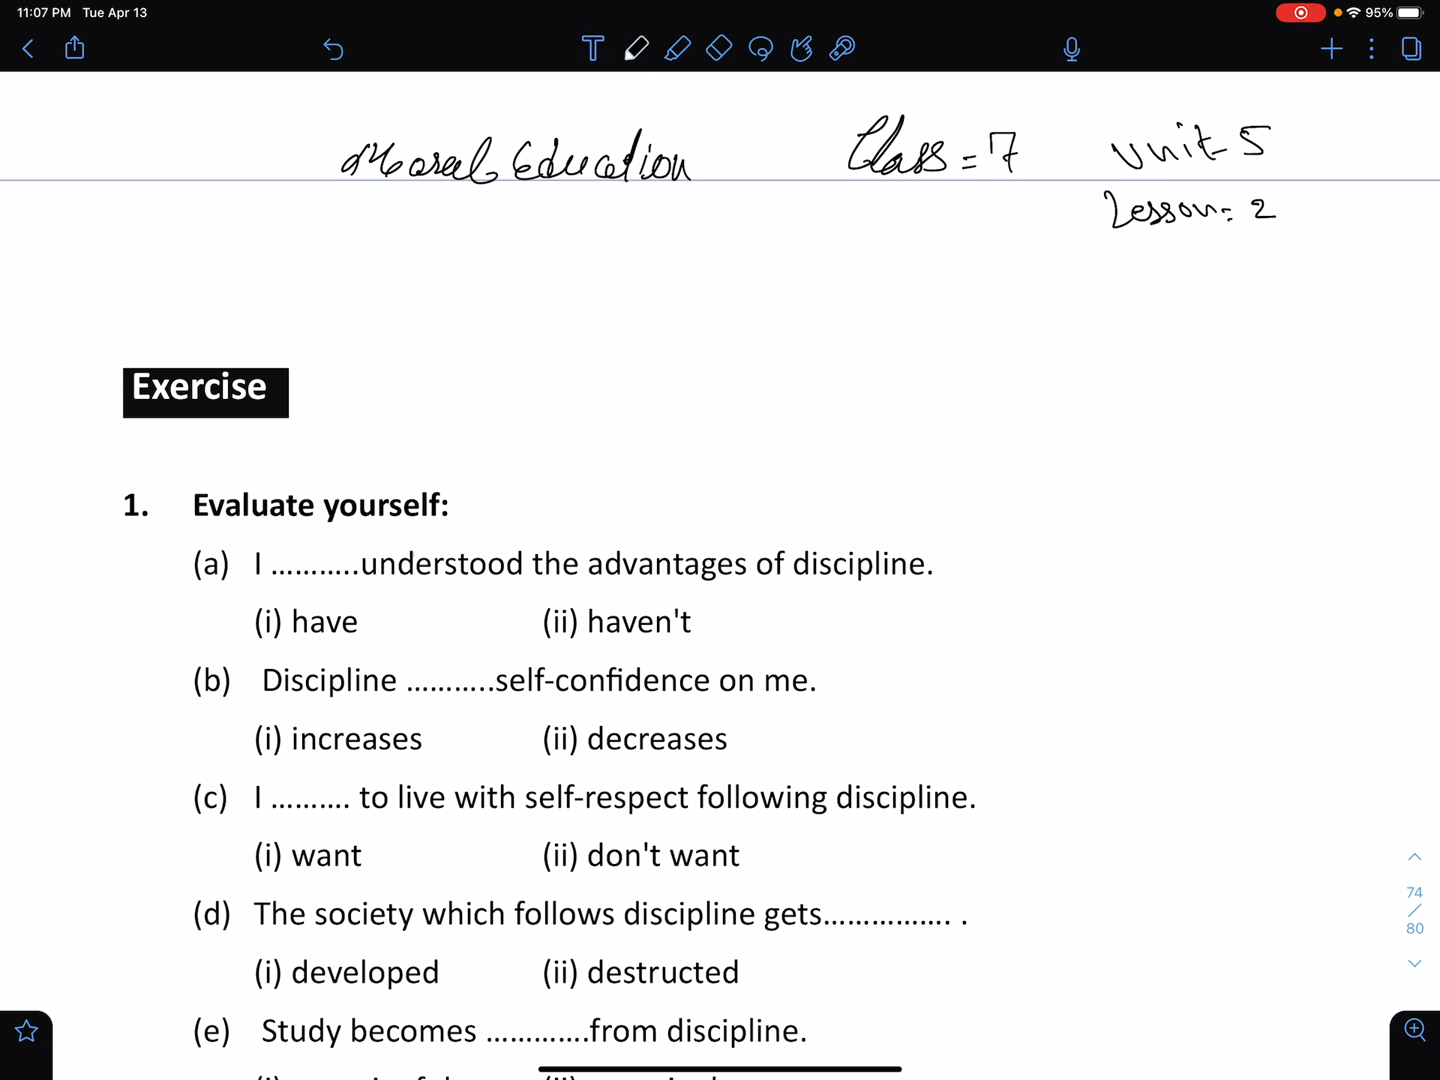 11:07 PM Tue Apr 13
95%
Moral Education Class = 7 Unit 5
Lesson = 2
Exercise
1. Evaluate yourself:
(a) I ...........understood the advantages of discipline.
(i) have (ii) haven't
(b) Discipline ...........self-confidence on me.
(i) increases (ii) decreases
(c) I .......... to live with self-respect following discipline.
(i) want (ii) don't want
(d) The society which follows discipline gets................ .
(i) developed (ii) destructed
(e) Study becomes .............from discipline.
74
/
80